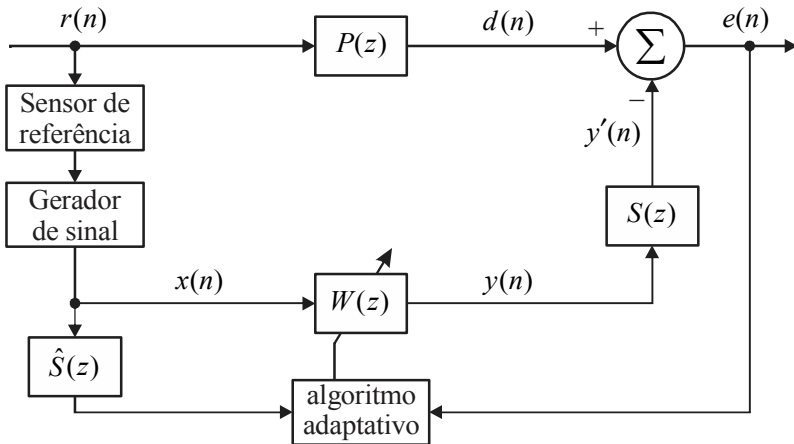 r(n)
P(z)
d(n)
+
Σ
e(n)
−
Sensor de
referência
y′(n)
Gerador
de sinal
S(z)
x(n)
W(z)
y(n)
Ŝ(z)
algoritmo
adaptativo